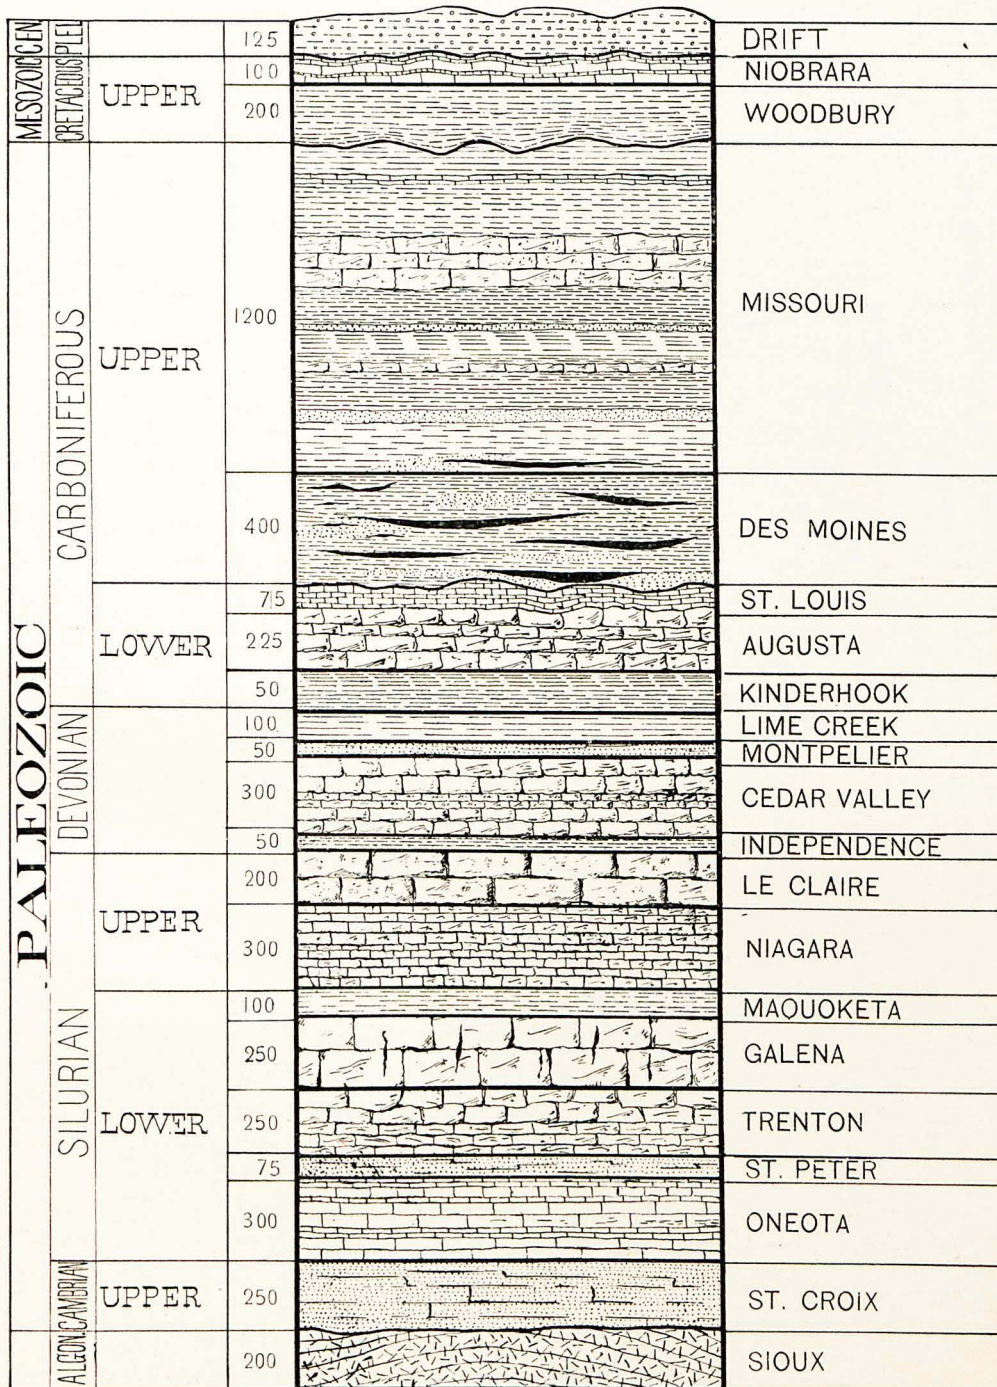 CEN PLEI 125 DRIFT
MESOZOIC CRETACEOUS UPPER 100 NIOBRARA
200 WOODBURY
PALEOZOIC CARBONIFEROUS UPPER 1200 MISSOURI
400 DES MOINES
LOWER 75 ST. LOUIS
225 AUGUSTA
50 KINDERHOOK
DEVONIAN 100 LIME CREEK
50 MONTPELIER
300 CEDAR VALLEY
50 INDEPENDENCE
SILURIAN UPPER 200 LE CLAIRE
300 NIAGARA
LOWER 100 MAQUOKETA
250 GALENA
250 TRENTON
75 ST. PETER
300 ONEOTA
CAMBRIAN UPPER 250 ST. CROIX
ALGON. 200 SIOUX